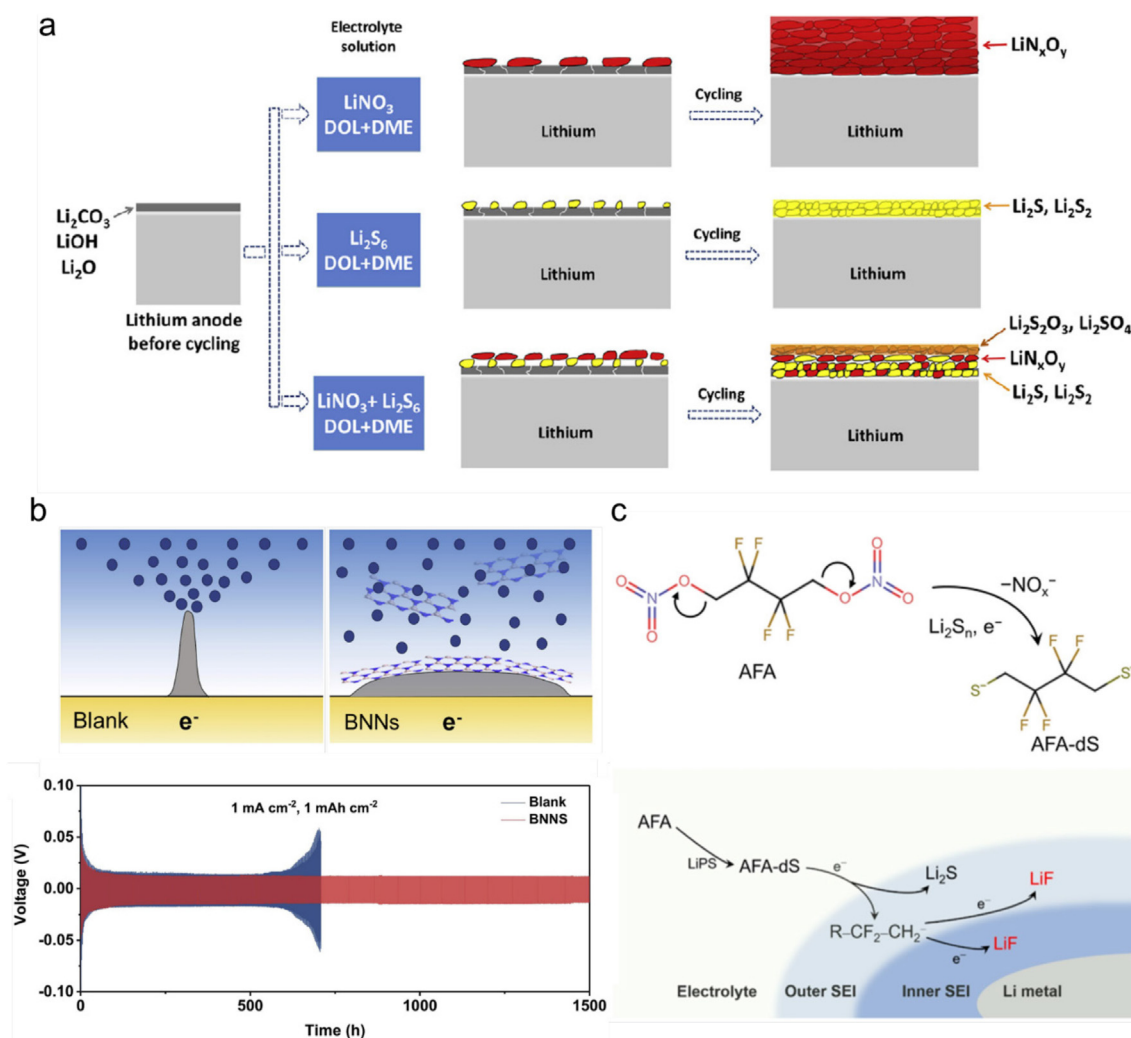 a
Electrolyte
solution
LiNO₃
DOL+DME
Lithium
Cycling
Lithium
LiNₓOᵧ
Li₂CO₃
LiOH
Li₂O
Lithium anode
before cycling
Li₂S₆
DOL+DME
Lithium
Cycling
Lithium
Li₂S, Li₂S₂
LiNO₃+ Li₂S₆
DOL+DME
Lithium
Cycling
Lithium
Li₂S₂O₃, Li₂SO₄
LiNₓOᵧ
Li₂S, Li₂S₂
b
Blank e⁻
BNNs e⁻
0.10
0.05
0.00
-0.05
-0.10
Voltage (V)
1 mA cm⁻², 1 mAh cm⁻²
Blank
BNNS
0
500
1000
1500
Time (h)
c
O
N
O
O
F
F
F
F
O
N
O
O
AFA
−NOₓ⁻
Li₂Sₙ, e⁻
S⁻
F
F
F
F
S⁻
AFA-dS
AFA
LiPS
AFA-dS
e⁻
Li₂S
R–CF₂–CH₂⁻
e⁻
LiF
e⁻
LiF
Electrolyte
Outer SEI
Inner SEI
Li metal